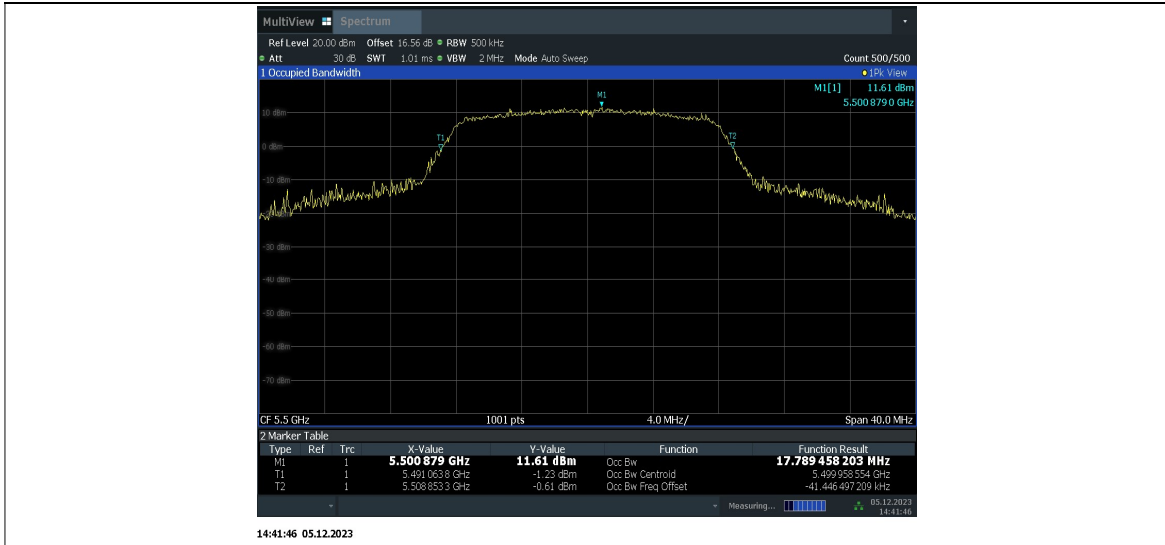 MultiView Spectrum
Ref Level 20.00 dBm Offset 16.56 dB RBW 500 kHz
Att 30 dB SWT 1.01 ms VBW 2 MHz Mode Auto Sweep Count 500/500
1 Occupied Bandwidth 1Pk View
M1[1] 11.61 dBm
5.500 879 0 GHz
M1
10 dBm
T1 T2
0 dBm
-10 dBm
-30 dBm
-40 dBm
-50 dBm
-60 dBm
-70 dBm
CF 5.5 GHz 1001 pts 4.0 MHz/ Span 40.0 MHz
2 Marker Table
Type Ref Trc X-Value Y-Value Function Function Result
M1 1 5.500 879 GHz 11.61 dBm Occ Bw 17.789 458 203 MHz
T1 1 5.491 063 8 GHz -1.23 dBm Occ Bw Centroid 5.499 958 554 GHz
T2 1 5.508 853 3 GHz -0.61 dBm Occ Bw Freq Offset -41.446 497 209 kHz
Measuring... 05.12.2023
14:41:46
14:41:46 05.12.2023